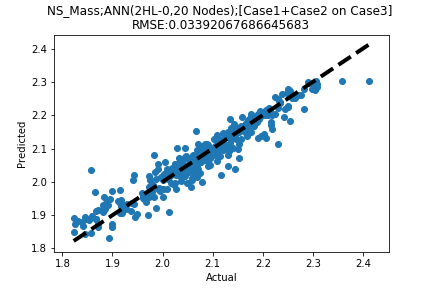 NS_Mass;ANN(2HL-0,20 Nodes);[Case1+Case2 on Case3]
RMSE:0.03392067686645683
2.4
2.3
2.2
2.1
2.0
1.9
1.8
Predicted
1.8 1.9 2.0 2.1 2.2 2.3 2.4
Actual